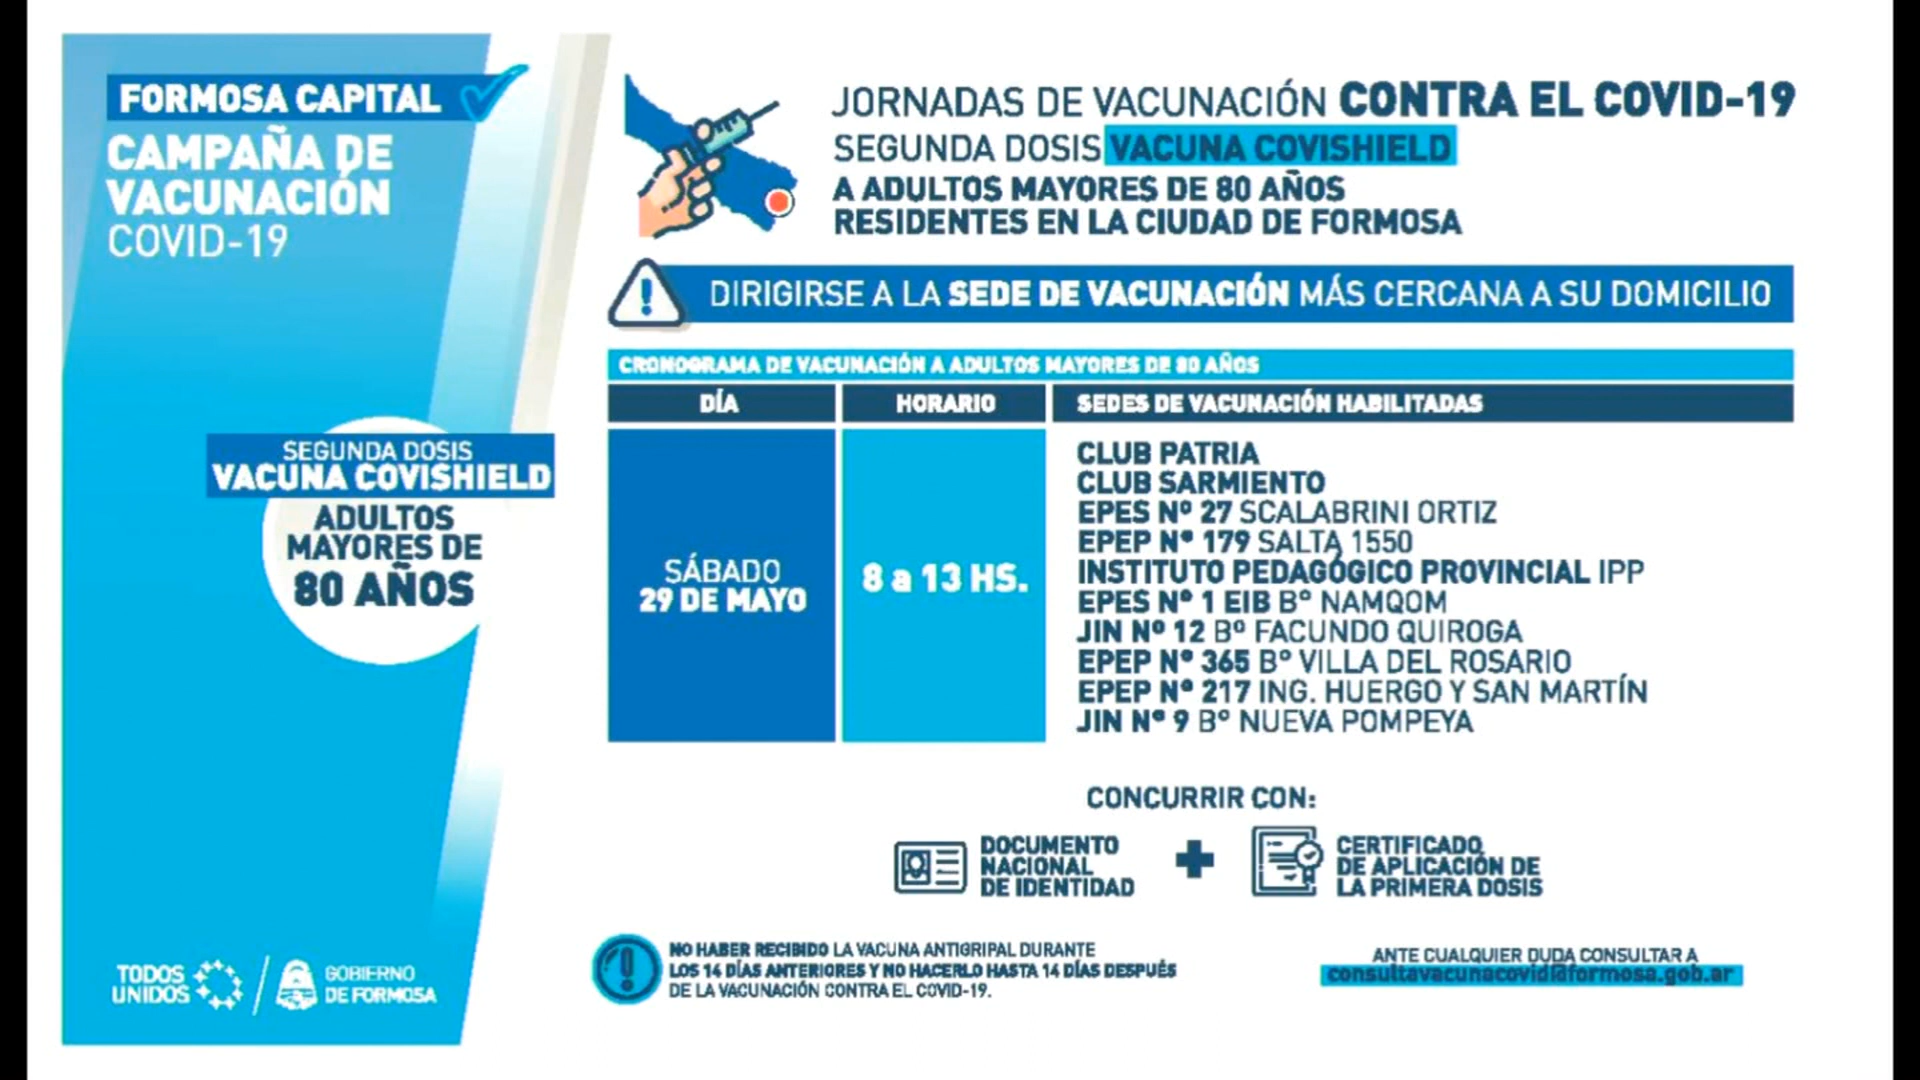 FORMOSA CAPITAL
CAMPAÑA DE
VACUNACIÓN
COVID-19
SEGUNDA DOSIS
VACUNA COVISHIELD
ADULTOS
MAYORES DE
80 AÑOS
TODOS
UNIDOS
GOBIERNO
DE FORMOSA
JORNADAS DE VACUNACIÓN CONTRA EL COVID-19
SEGUNDA DOSIS VACUNA COVISHIELD
A ADULTOS MAYORES DE 80 AÑOS
RESIDENTES EN LA CIUDAD DE FORMOSA
DIRIGIRSE A LA SEDE DE VACUNACIÓN MÁS CERCANA A SU DOMICILIO
CRONOGRAMA DE VACUNACIÓN A ADULTOS MAYORES DE 80 AÑOS
DÍA HORARIO SEDES DE VACUNACIÓN HABILITADAS
SÁBADO
29 DE MAYO
8 a 13 HS.
CLUB PATRIA
CLUB SARMIENTO
EPES Nº 27 SCALABRINI ORTIZ
EPEP Nº 179 SALTA 1550
INSTITUTO PEDAGÓGICO PROVINCIAL IPP
EPES Nº 1 EIB Bº NAMQOM
JIN Nº 12 Bº FACUNDO QUIROGA
EPEP Nº 365 Bº VILLA DEL ROSARIO
EPEP Nº 217 ING. HUERGO Y SAN MARTÍN
JIN Nº 9 Bº NUEVA POMPEYA
CONCURRIR CON:
DOCUMENTO
NACIONAL
DE IDENTIDAD
+
CERTIFICADO
DE APLICACIÓN DE
LA PRIMERA DOSIS
NO HABER RECIBIDO LA VACUNA ANTIGRIPAL DURANTE
LOS 14 DÍAS ANTERIORES Y NO HACERLO HASTA 14 DÍAS DESPUÉS
DE LA VACUNACIÓN CONTRA EL COVID-19.
ANTE CUALQUIER DUDA CONSULTAR A
consultavacunacovid@formosa.gob.ar